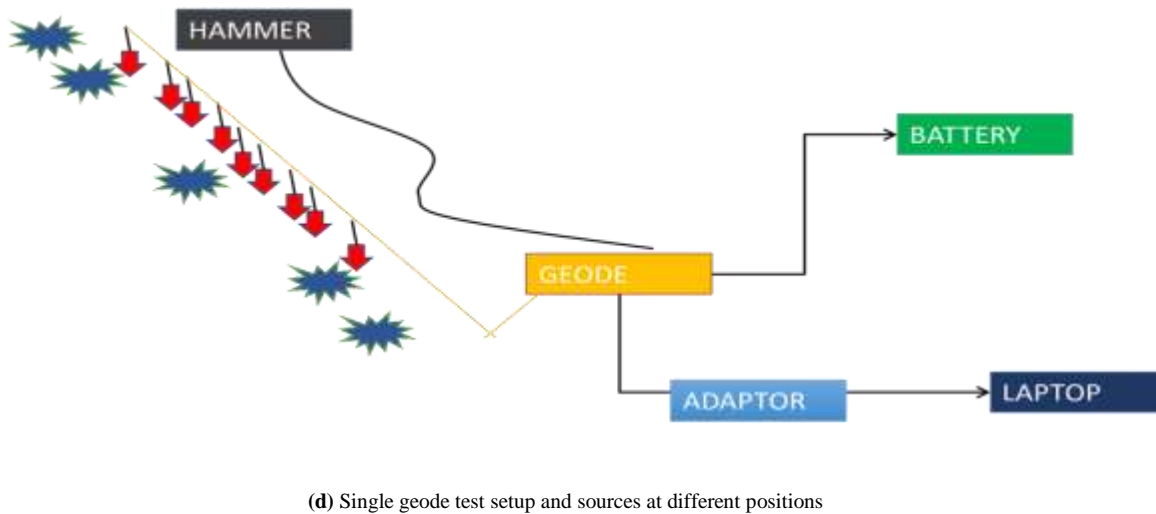 HAMMER
BATTERY
GEODE
ADAPTOR
LAPTOP
(d) Single geode test setup and sources at different positions